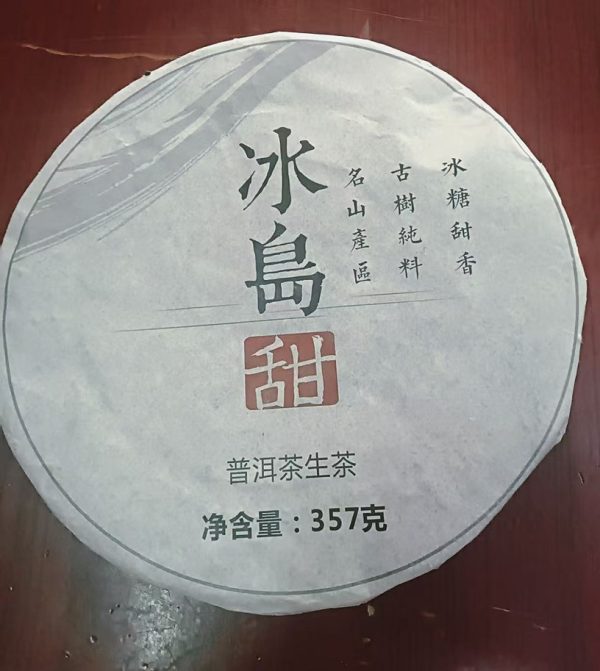 冰糖甜香
古樹純料
名山產區
冰島
甜
普洱茶生茶
净含量：357克